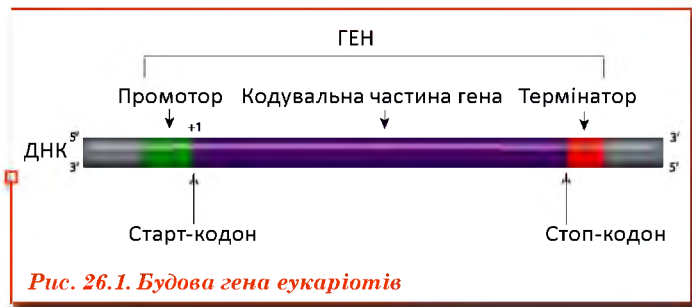 ГЕН
Промотор Кодувальна частина гена Термінатор
+1
5' 3'
ДНК
3' 5'
Старт-кодон Стоп-кодон
Рис. 26.1. Будова гена еукаріотів